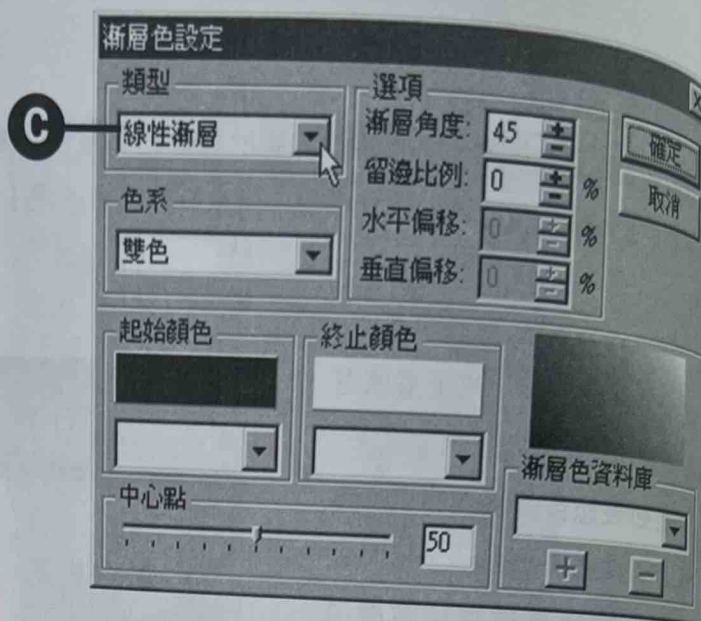 漸層色設定
類型
C
線性漸層
色系
雙色
選項
漸層角度: 45
留邊比例: 0 %
水平偏移: 0 %
垂直偏移: 0 %
確定
取消
起始顏色
終止顏色
中心點
50
漸層色資料庫